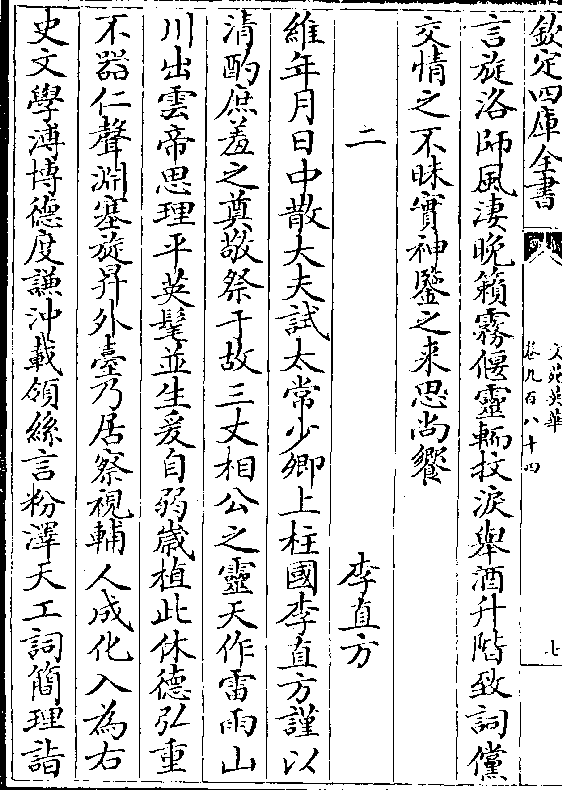 欽定四庫全書
文苑英華
卷九百八十四
七
言旋洛師風淒晩籟霧偃靈輀抆淚舉酒升階致詞儻
交情之不昧實神鑒之来思尚饗
二
李直方
維年月日中散大夫試太常少卿上柱國李直方謹以
清酌庶羞之奠敬祭于故三丈相公之靈天作雷雨山
川出雲帝思理平英髦並生爰自弱嵗植此休德弘重
不器仁聲淵塞旋昇外臺乃居察視輔人成化入為右
史文學溥博德度謙沖載領絲言粉澤天工詞簡理詣